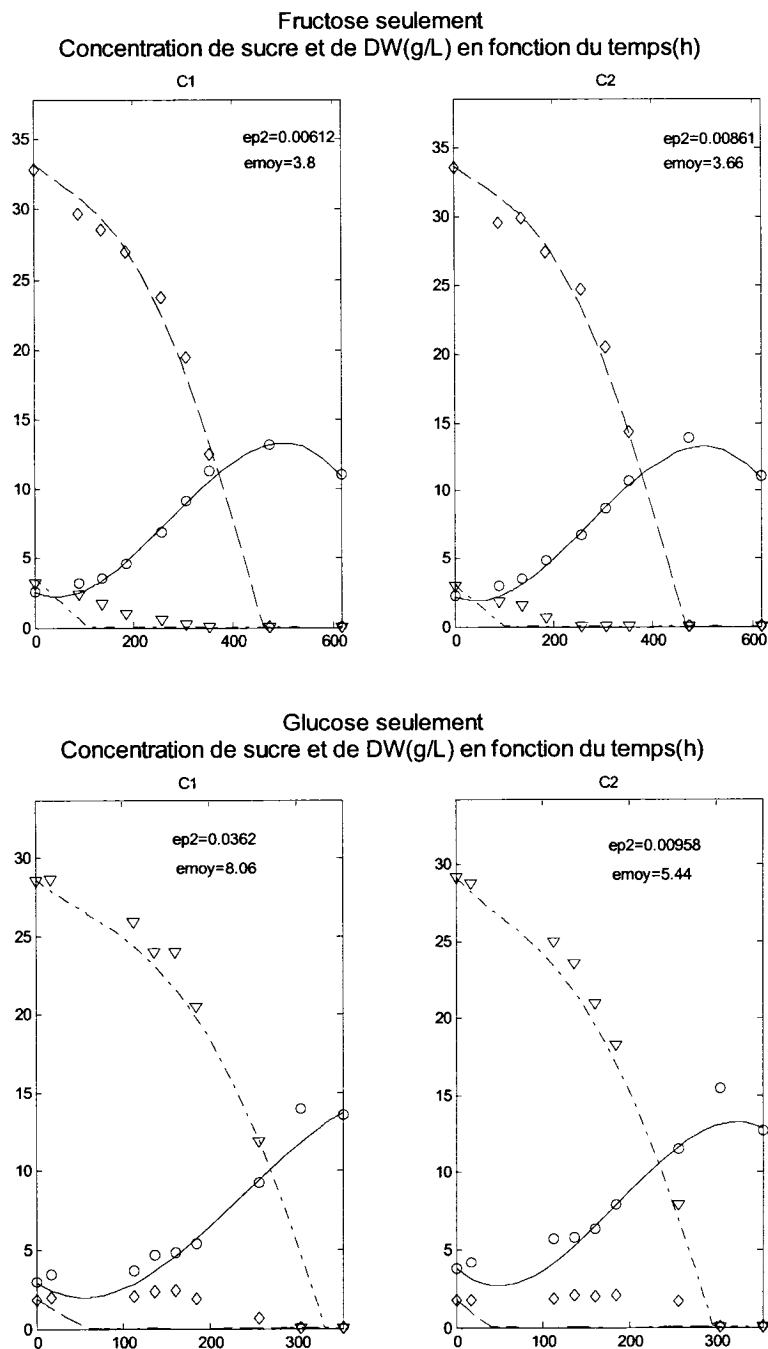 Fructose seulement
Concentration de sucre et de DW(g/L) en fonction du temps(h)
C1
C2
ep2=0.00612
emoy=3.8
ep2=0.00861
emoy=3.66
35
30
25
20
15
10
5
0
0 200 400 600
35
30
25
20
15
10
5
0
0 200 400 600
Glucose seulement
Concentration de sucre et de DW(g/L) en fonction du temps(h)
C1
C2
ep2=0.0362
emoy=8.06
ep2=0.00958
emoy=5.44
30
25
20
15
10
5
0
0 100 200 300
30
25
20
15
10
5
0
0 100 200 300